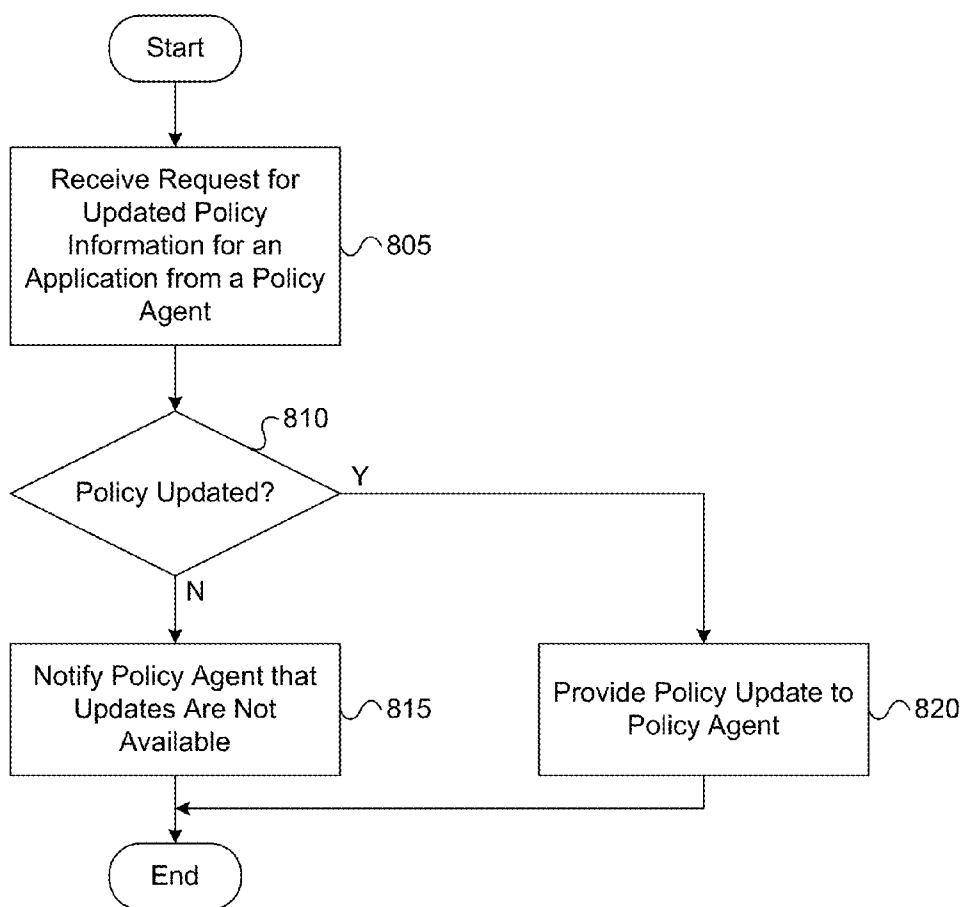 Start
Receive Request for
Updated Policy
Information for an
Application from a Policy
Agent
805
810
Policy Updated?
Y
N
Notify Policy Agent that
Updates Are Not
Available
815
Provide Policy Update to
Policy Agent
820
End